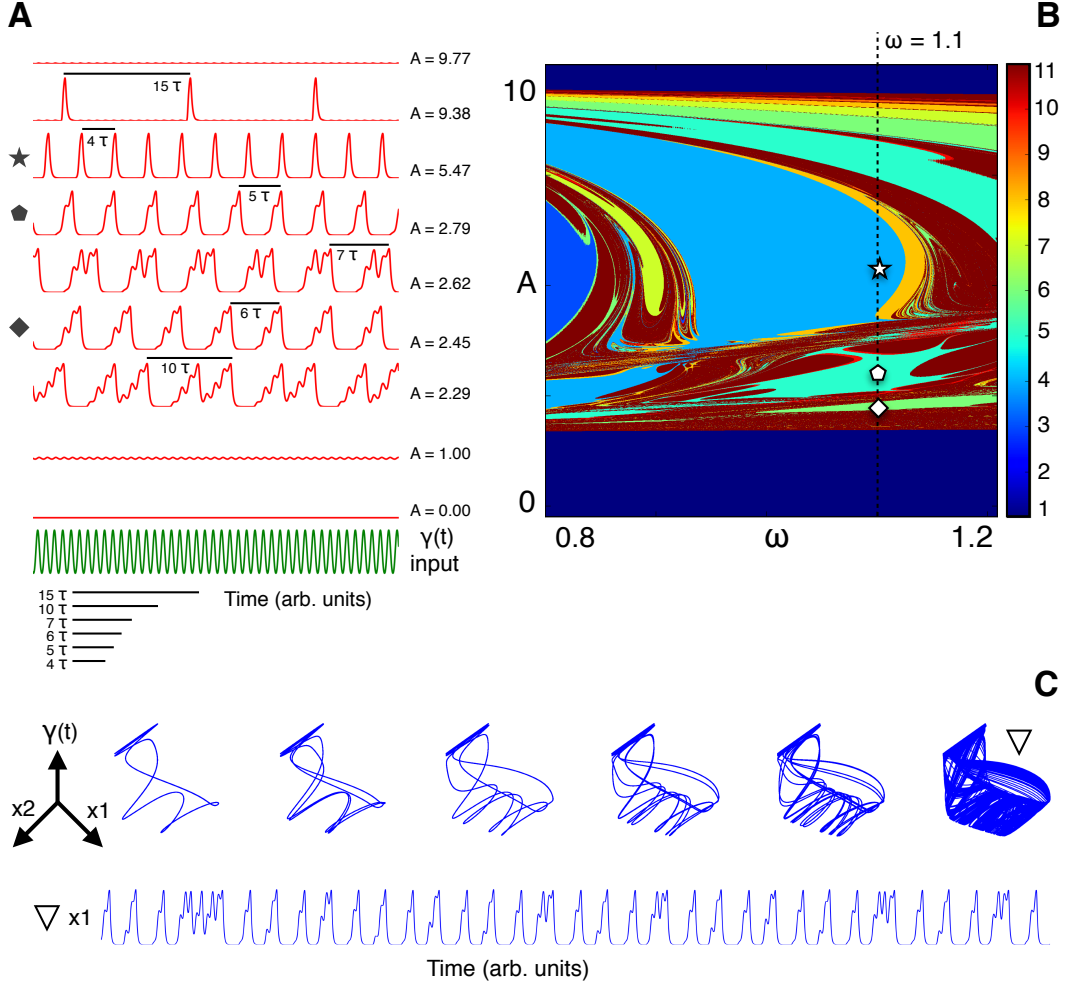 A
A = 9.77
15 τ
A = 9.38
4 τ
A = 5.47
5 τ
A = 2.79
7 τ
A = 2.62
6 τ
A = 2.45
10 τ
A = 2.29
A = 1.00
A = 0.00
γ(t)
input
15 τ
10 τ
7 τ
6 τ
5 τ
4 τ
Time (arb. units)
B
ω = 1.1
10
A
0
0.8
ω
1.2
11
10
9
8
7
6
5
4
3
2
1
C
γ(t)
x2
x1
x1
Time (arb. units)